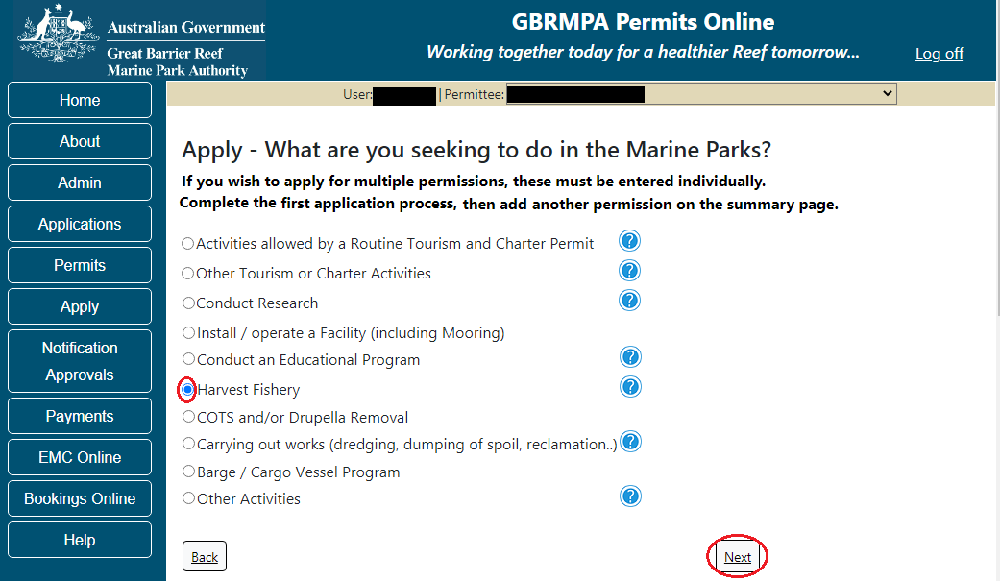 Australian Government
Great Barrier Reef
Marine Park Authority
GBRMPA Permits Online
Working together today for a healthier Reef tomorrow...
Log off
Home
About
Admin
Applications
Permits
Apply
Notification
Approvals
Payments
EMC Online
Bookings Online
Help
User: | Permittee:
Apply - What are you seeking to do in the Marine Parks?
If you wish to apply for multiple permissions, these must be entered individually.
Complete the first application process, then add another permission on the summary page.
Activities allowed by a Routine Tourism and Charter Permit ?
Other Tourism or Charter Activities ?
Conduct Research ?
Install / operate a Facility (including Mooring)
Conduct an Educational Program ?
Harvest Fishery ?
COTS and/or Drupella Removal
Carrying out works (dredging, dumping of spoil, reclamation..) ?
Barge / Cargo Vessel Program
Other Activities ?
Back Next